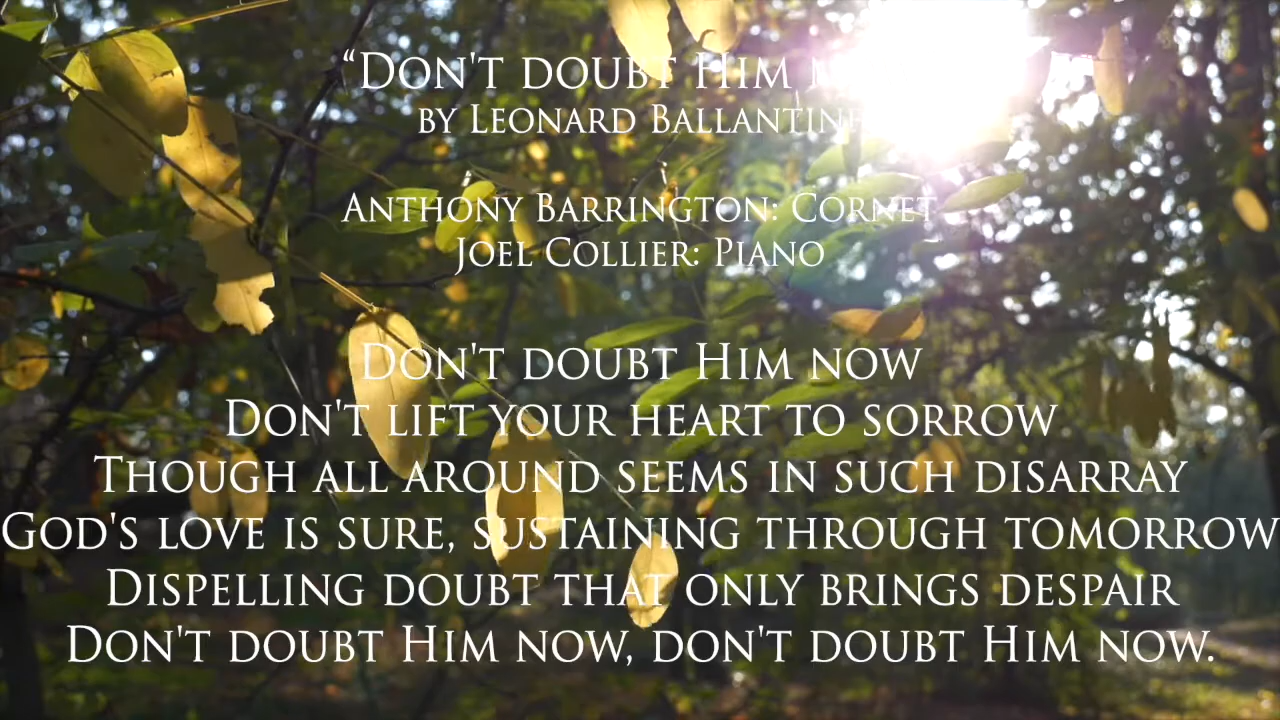 “Don't doubt Him
by Leonard Ballantine
Anthony Barrington: Cornet
Joel Collier: Piano
Don't doubt Him now
Don't lift your heart to sorrow
Though all around seems in such disarray
God's love is sure, sustaining through tomorrow
Dispelling doubt that only brings despair
Don't doubt Him now, don't doubt Him now.